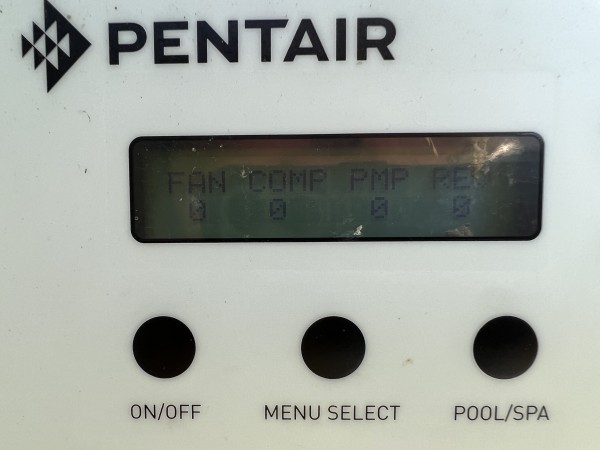 PENTAIR
FAN COMP PMP REV
0 0 0 0
ON/OFF MENU SELECT POOL/SPA